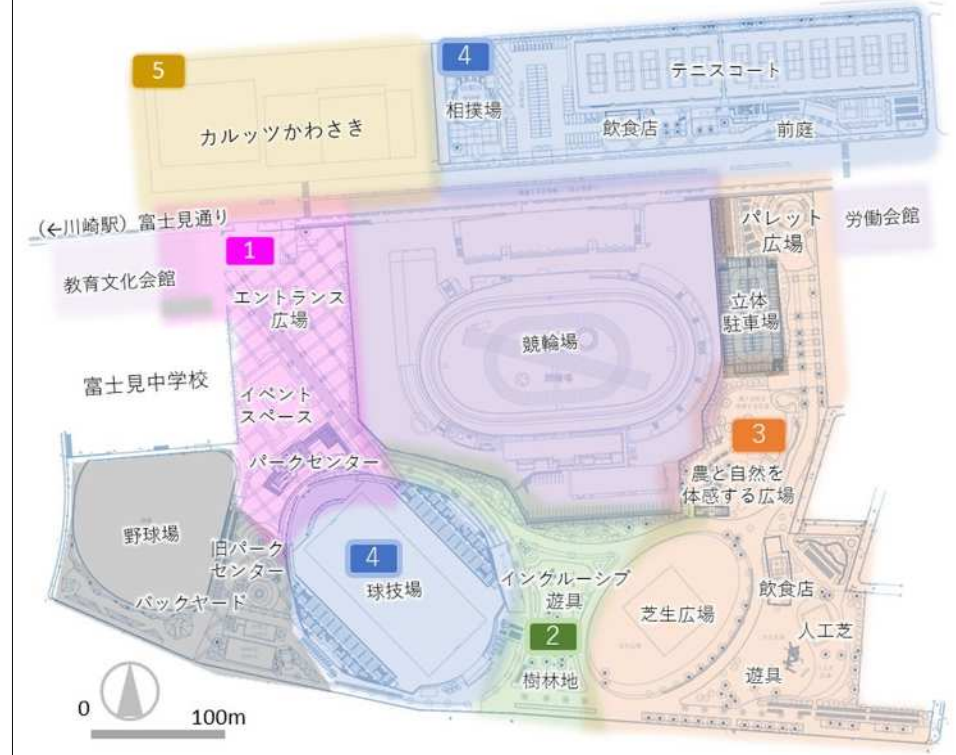 5
4
テニスコート
相撲場
カルッツかわさき
飲食店
前庭
(←川崎駅) 富士見通り
パレット
広場
労働会館
1
教育文化会館
エントランス
広場
立体
駐車場
競輪場
富士見中学校
イベント
スペース
3
パークセンター
農と自然を
体感する広場
野球場
旧パーク
センター
4
球技場
インクルーシブ
遊具
飲食店
バックヤード
芝生広場
人工芝
2
樹林地
遊具
0
100m